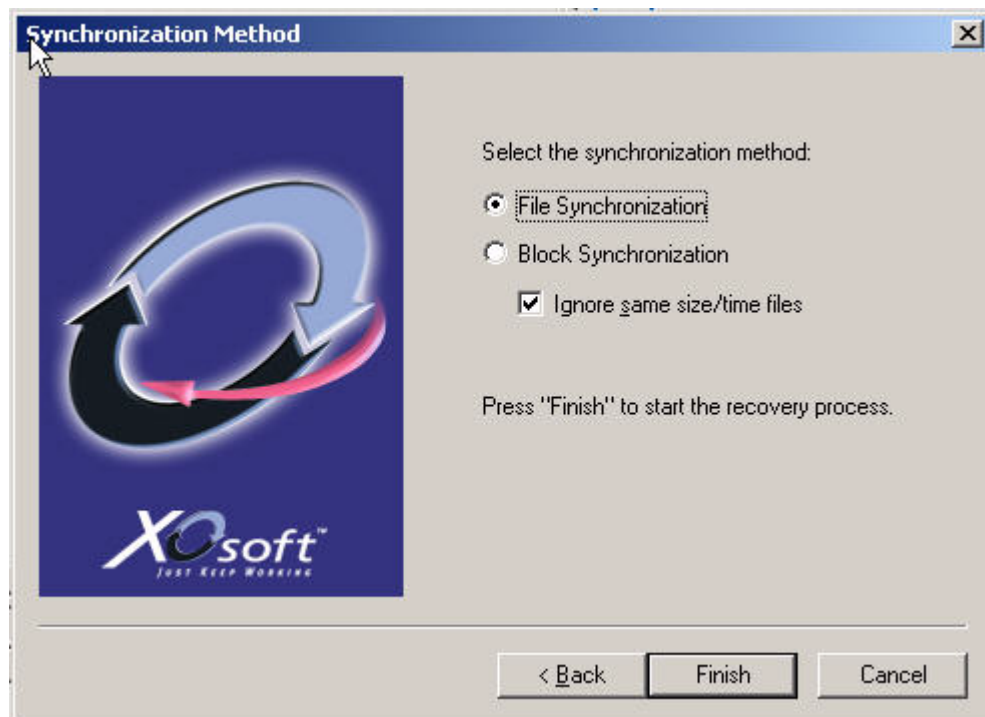 Synchronization Method
Select the synchronization method:
File Synchronization
Block Synchronization
Ignore same size/time files
Press "Finish" to start the recovery process.
XOsoft™
JUST KEEP WORKING
< Back
Finish
Cancel